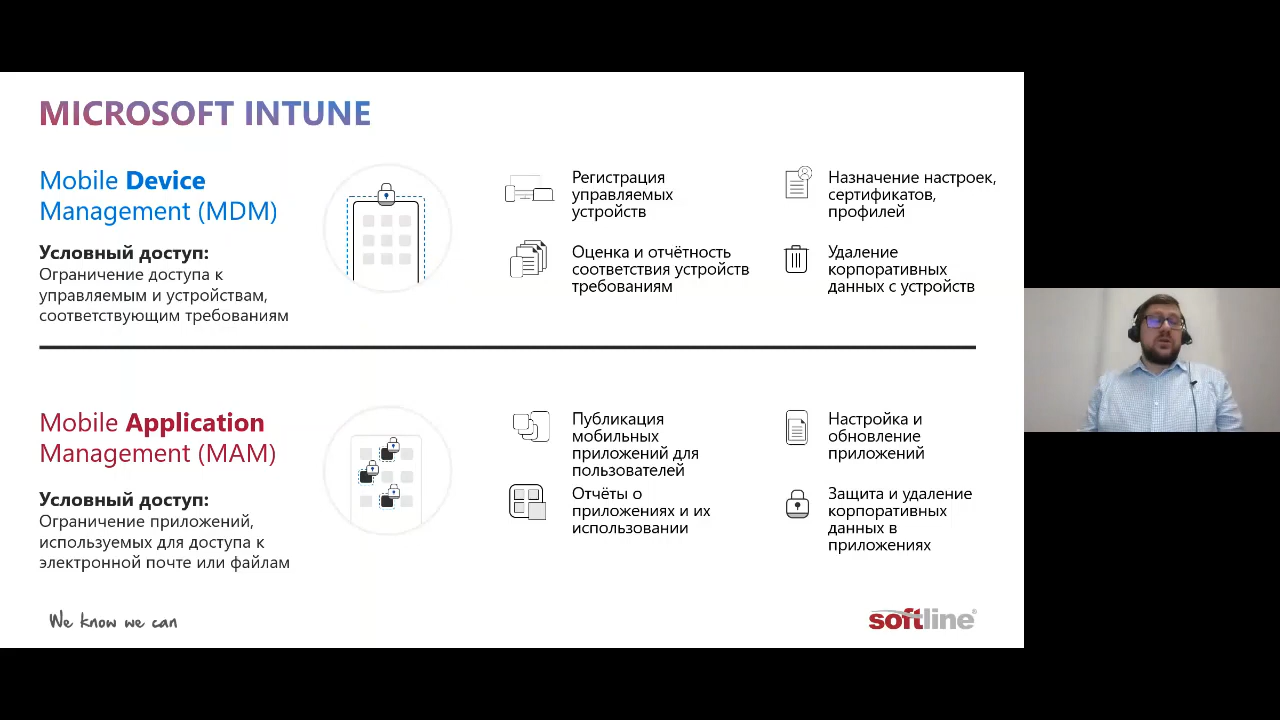 MICROSOFT INTUNE
Mobile Device
Management (MDM)
Условный доступ:
Ограничение доступа к
управляемым и устройствам,
соответствующим требованиям
Регистрация
управляемых
устройств
Назначение настроек,
сертификатов,
профилей
Оценка и отчётность
соответствия устройств
требованиям
Удаление
корпоративных
данных с устройств
Mobile Application
Management (MAM)
Условный доступ:
Ограничение приложений,
используемых для доступа к
электронной почте или файлам
Публикация
мобильных
приложений для
пользователей
Настройка и
обновление
приложений
Отчёты о
приложениях и их
использовании
Защита и удаление
корпоративных
данных в
приложениях
We know we can
softline®